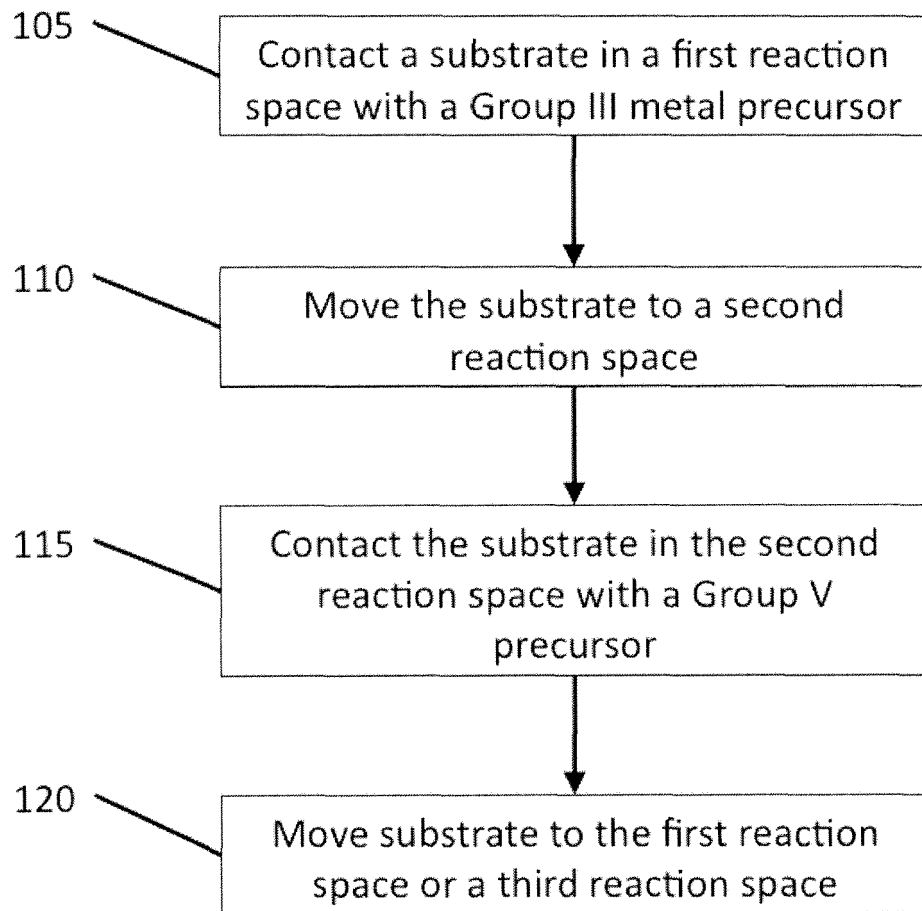 105
Contact a substrate in a first reaction
space with a Group III metal precursor
110
Move the substrate to a second
reaction space
115
Contact the substrate in the second
reaction space with a Group V
precursor
120
Move substrate to the first reaction
space or a third reaction space